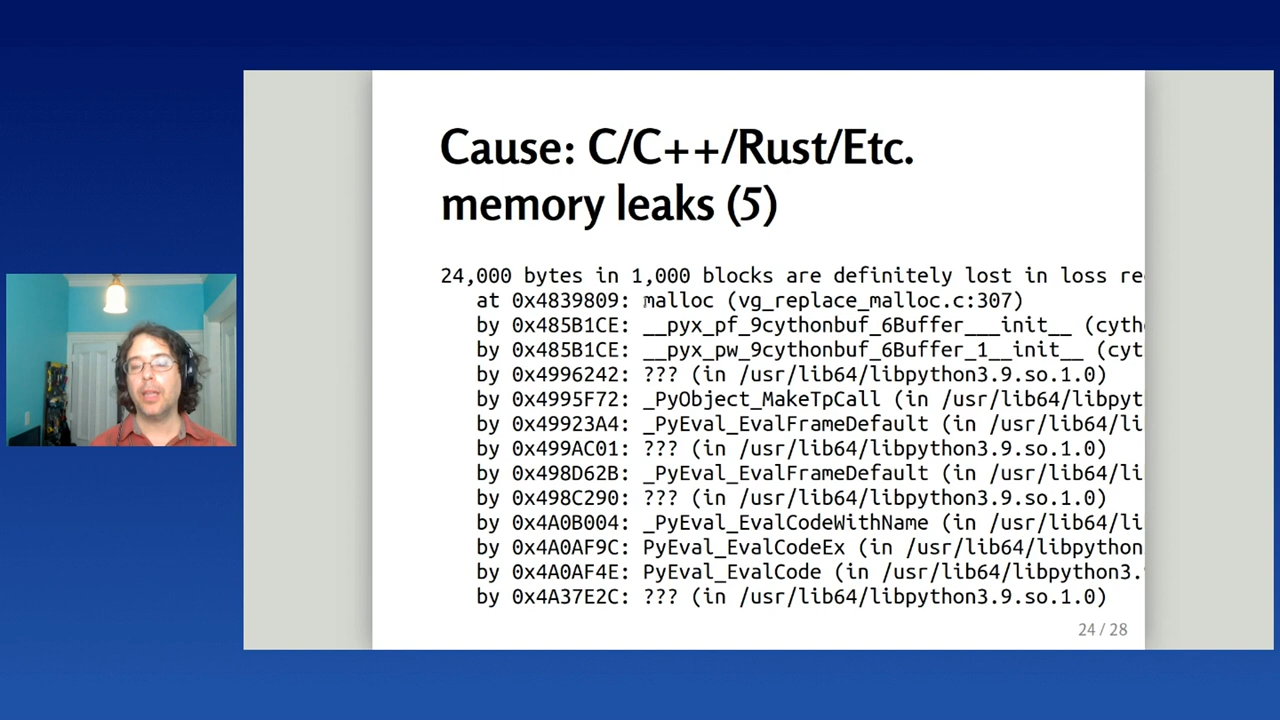 Cause: C/C++/Rust/Etc.
memory leaks (5)
24,000 bytes in 1,000 blocks are definitely lost in loss re
at 0x4839809: malloc (vg_replace_malloc.c:307)
by 0x485B1CE: __pyx_pf_9cythonbuf_6Buffer___init__ (cyth
by 0x485B1CE: __pyx_pw_9cythonbuf_6Buffer_1__init__ (cyt
by 0x4996242: ??? (in /usr/lib64/libpython3.9.so.1.0)
by 0x4995F72: _PyObject_MakeTpCall (in /usr/lib64/libpyt
by 0x49923A4: _PyEval_EvalFrameDefault (in /usr/lib64/li
by 0x499AC01: ??? (in /usr/lib64/libpython3.9.so.1.0)
by 0x498D62B: _PyEval_EvalFrameDefault (in /usr/lib64/li
by 0x498C290: ??? (in /usr/lib64/libpython3.9.so.1.0)
by 0x4A0B004: _PyEval_EvalCodeWithName (in /usr/lib64/li
by 0x4A0AF9C: PyEval_EvalCodeEx (in /usr/lib64/libpython
by 0x4A0AF4E: PyEval_EvalCode (in /usr/lib64/libpython3.
by 0x4A37E2C: ??? (in /usr/lib64/libpython3.9.so.1.0)
24 / 28